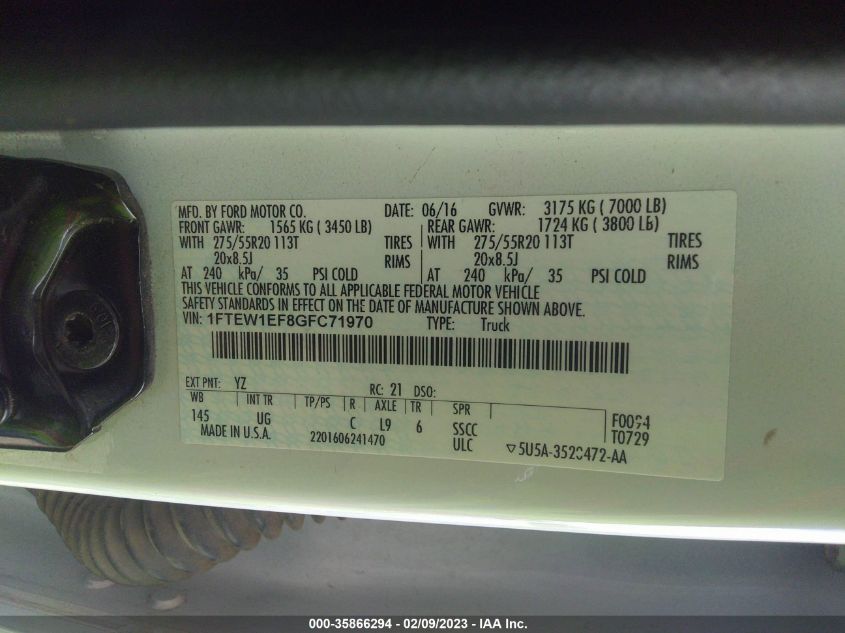 MFD. BY FORD MOTOR CO. DATE: 06/16 GVWR: 3175 KG ( 7000 LB)
FRONT GAWR: 1565 KG ( 3450 LB) REAR GAWR: 1724 KG ( 3800 LB)
WITH 275/55R20 113T TIRES WITH 275/55R20 113T TIRES
20x8.5J RIMS 20x8.5J RIMS
AT 240 kPa/ 35 PSI COLD AT 240 kPa/ 35 PSI COLD
THIS VEHICLE CONFORMS TO ALL APPLICABLE FEDERAL MOTOR VEHICLE
SAFETY STANDARDS IN EFFECT ON THE DATE OF MANUFACTURE SHOWN ABOVE.
VIN: 1FTEW1EF8GFC71970 TYPE: Truck
EXT PNT: YZ RC: 21 DSO:
WB INT TR TP/PS R AXLE TR SPR
145 UG C L9 6 SSCC F0094
MADE IN U.S.A. 2201606241470 ULC T0729
▽5U5A-3520472-AA
000-35866294 - 02/09/2023 - IAA Inc.